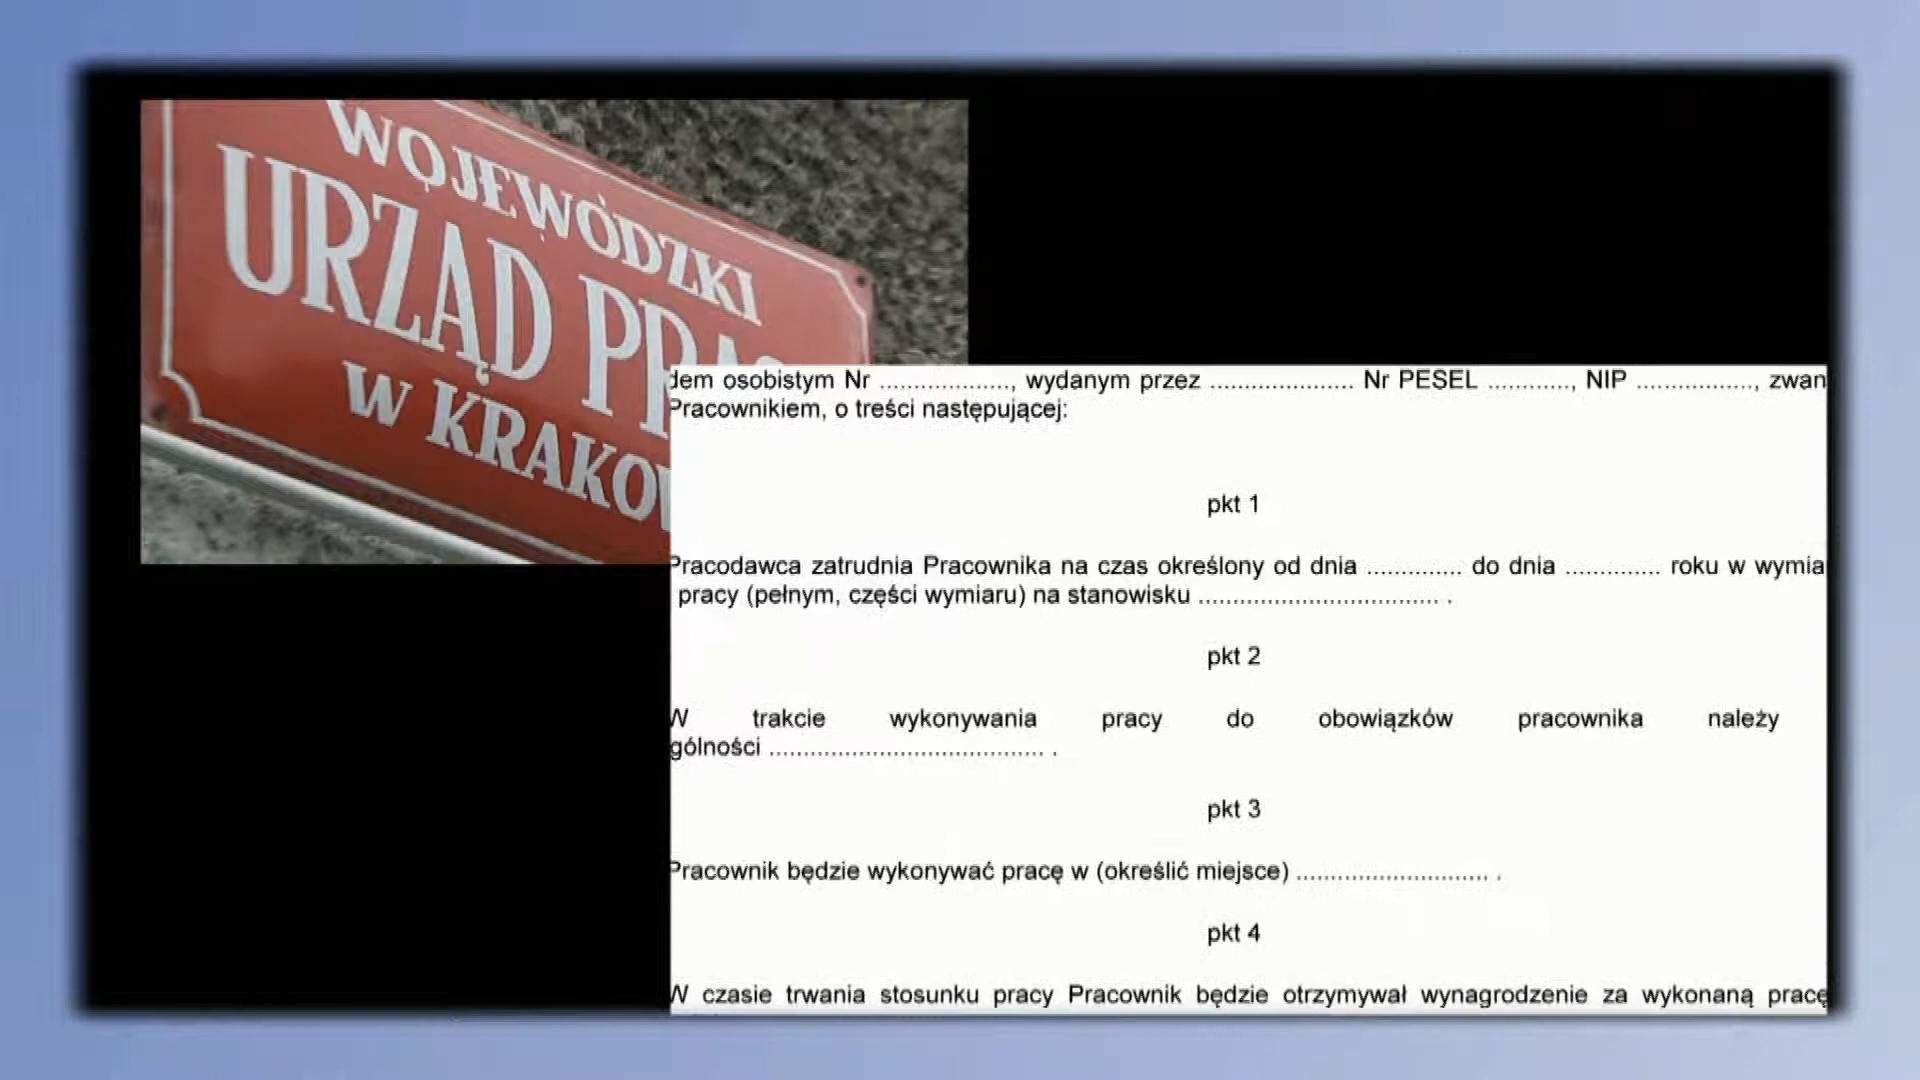 WOJEWÓDZKI
URZĄD
W KRAKOW
dem osobistym Nr ..................., wydanym przez ..................... Nr PESEL ............, NIP ................., zwan
Pracownikiem, o treści następującej:
pkt 1
Pracodawca zatrudnia Pracownika na czas określony od dnia .............. do dnia .............. roku w wymia
pracy (pełnym, części wymiaru) na stanowisku ................................... .
pkt 2
W trakcie wykonywania pracy do obowiązków pracownika należy
gólności ........................................ .
pkt 3
Pracownik będzie wykonywać pracę w (określić miejsce) ............................ .
pkt 4
W czasie trwania stosunku pracy Pracownik będzie otrzymywał wynagrodzenie za wykonaną pracę